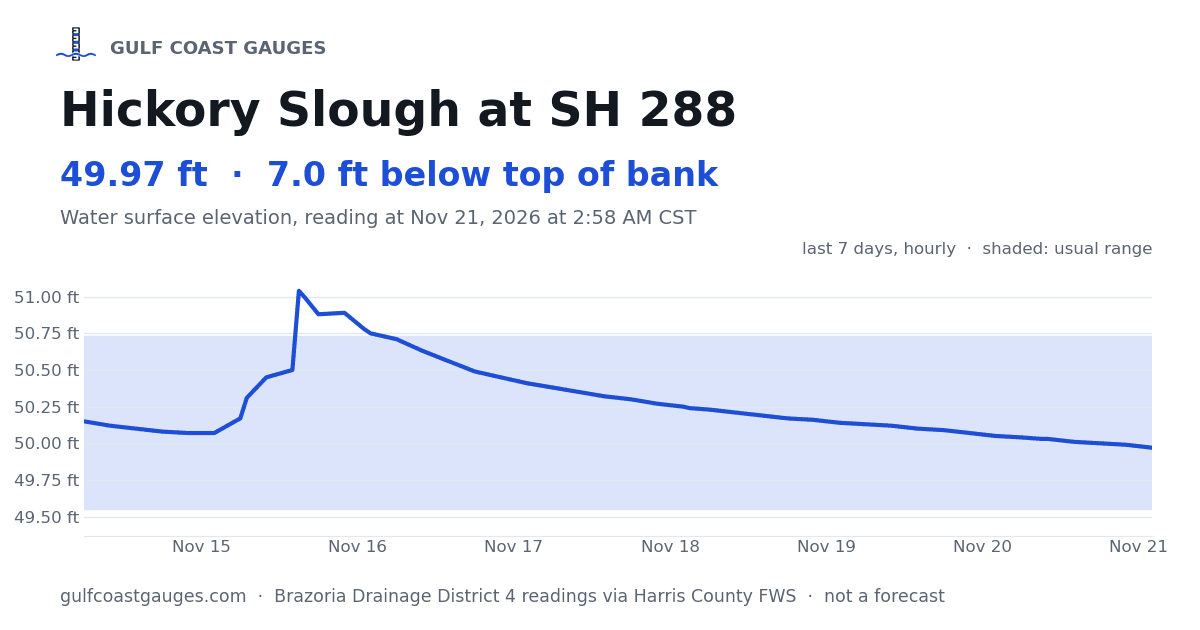 GULF COAST GAUGES
Hickory Slough at SH 288
49.97 ft · 7.0 ft below top of bank
Water surface elevation, reading at Nov 21, 2026 at 2:58 AM CST
last 7 days, hourly · shaded: usual range
51.00 ft
50.75 ft
50.50 ft
50.25 ft
50.00 ft
49.75 ft
49.50 ft
Nov 15 Nov 16 Nov 17 Nov 18 Nov 19 Nov 20 Nov 21
gulfcoastgauges.com · Brazoria Drainage District 4 readings via Harris County FWS · not a forecast